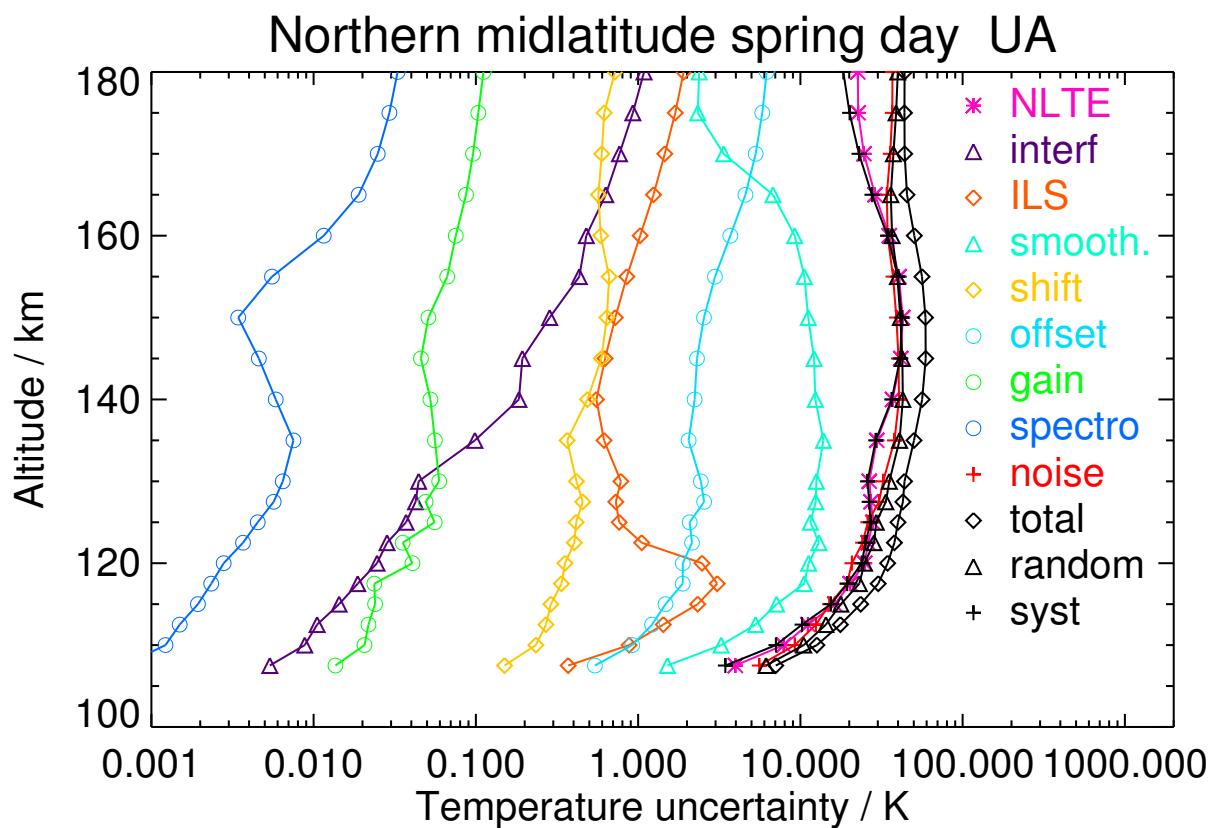 Northern midlatitude spring day  UA
180
160
140
120
100
Altitude / km
NLTE
interf
ILS
smooth.
shift
offset
gain
spectro
noise
total
random
syst
0.001 0.010 0.100 1.000 10.000 100.000 1000.000
Temperature uncertainty / K